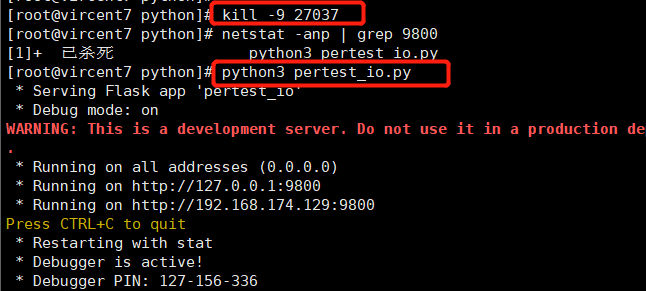 [root@vircent7 python]# kill -9 27037
[root@vircent7 python]# netstat -anp | grep 9800
[1]+  已杀死               python3 pertest_io.py
[root@vircent7 python]# python3 pertest_io.py
 * Serving Flask app 'pertest_io'
 * Debug mode: on
WARNING: This is a development server. Do not use it in a production de
.
 * Running on all addresses (0.0.0.0)
 * Running on http://127.0.0.1:9800
 * Running on http://192.168.174.129:9800
Press CTRL+C to quit
 * Restarting with stat
 * Debugger is active!
 * Debugger PIN: 127-156-336